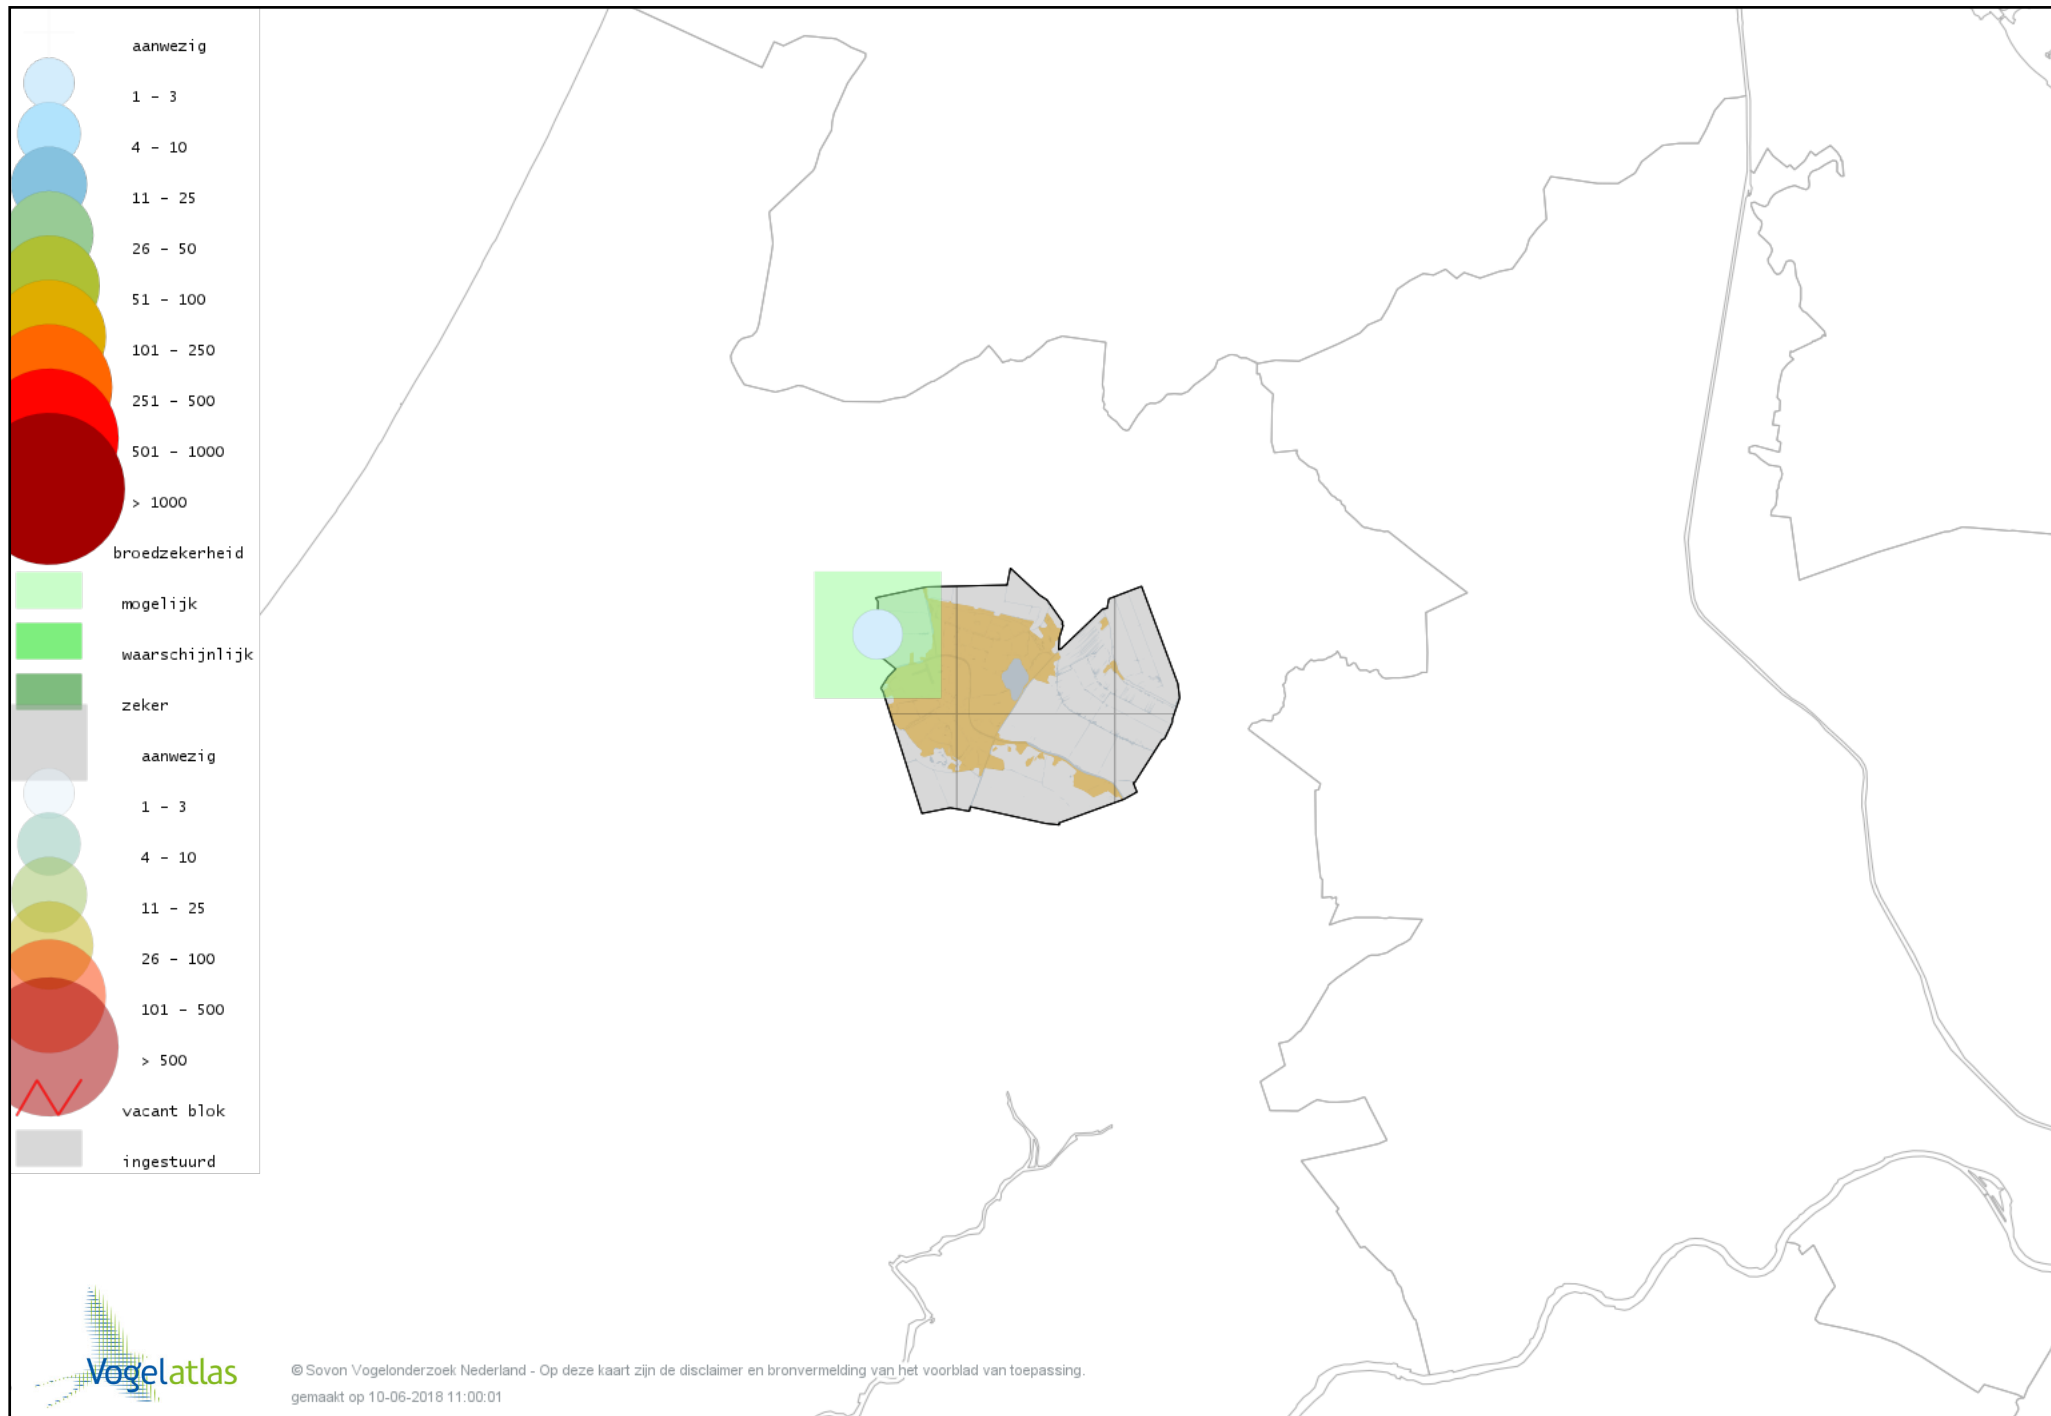 aanwezig
1 - 3
4 - 10
11 - 25
26 - 50
51 - 100
101 - 250
251 - 500
501 - 1000
> 1000
broedzekerheid
mogelijk
waarschijnlijk
zeker
aanwezig
1 - 3
4 - 10
11 - 25
26 - 100
101 - 500
> 500
vacant blok
ingestuurd
Vogelatlas
© Sovon Vogelonderzoek Nederland - Op deze kaart zijn de disclaimer en bronvermelding van het voorblad van toepassing.
gemaakt op 10-06-2018 11:00:01